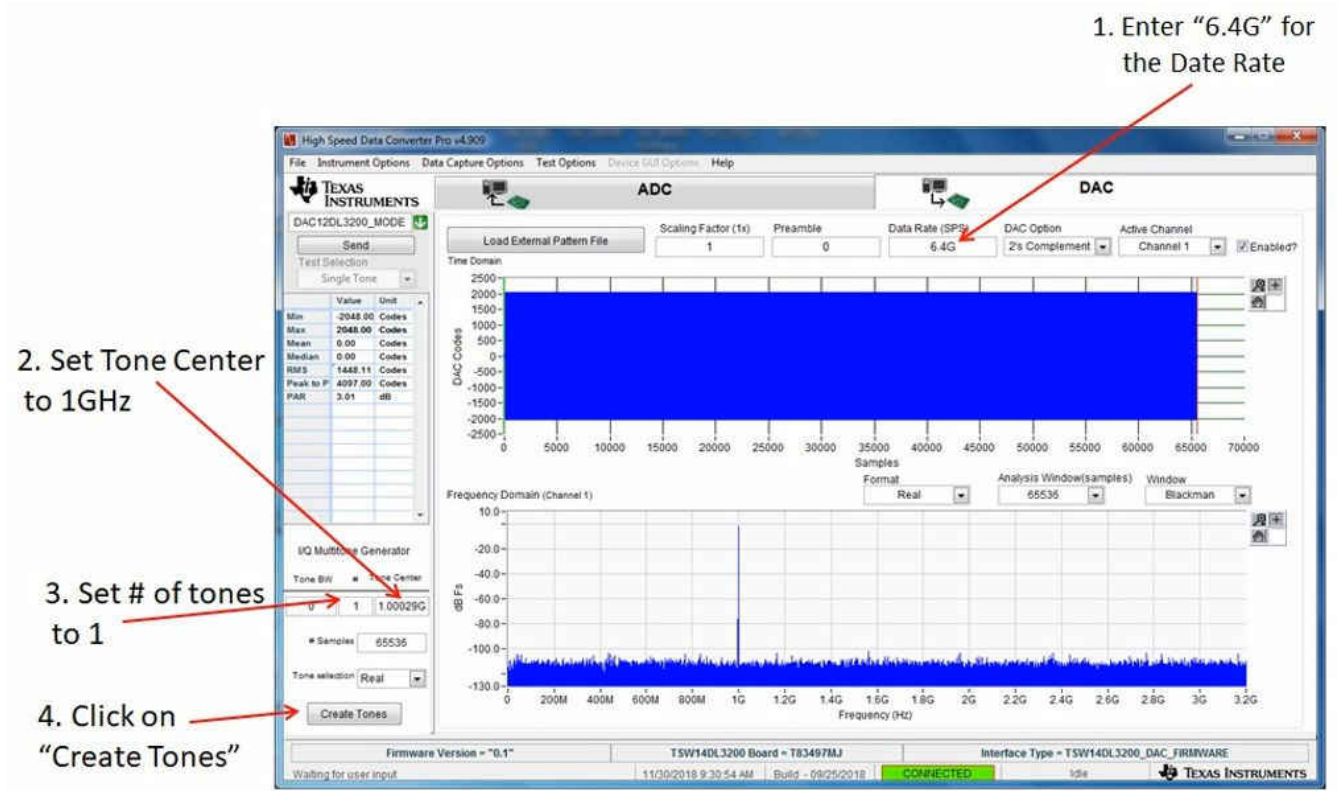 1. Enter “6.4G” for
the Date Rate
High Speed Data Converter Pro v4.909
File Instrument Options Data Capture Options Test Options Device GUI Options Help
TEXAS
INSTRUMENTS
ADC
DAC
DAC12DL3200_MODE
Send
Test Selection
Single Tone
Value Unit
Min -2048.00 Codes
Max 2048.00 Codes
Mean 0.00 Codes
Median 0.00 Codes
RMS 1448.11 Codes
Peak to P 4097.00 Codes
PAR 3.01 dB
2. Set Tone Center
to 1GHz
I/Q Multitone Generator
Tone BW # Tone Center
0 1 1.00029G
3. Set # of tones
to 1
# Samples 65536
Tone selection Real
4. Click on
“Create Tones”
Create Tones
Load External Pattern File
Scaling Factor (1x) Preamble Data Rate (SPS) DAC Option Active Channel
1 0 6.4G 2's Complement Channel 1 Enabled?
Time Domain
DAC Codes
2500
2000
1500
1000
500
0
-500
-1000
-1500
-2000
-2500
0 5000 10000 15000 20000 25000 30000 35000 40000 45000 50000 55000 60000 65000 70000
Samples
Format Analysis Window(samples) Window
Real 65536 Blackman
Frequency Domain (Channel 1)
dB Fs
10.0
-20.0
-40.0
-60.0
-80.0
-100.0
-130.0
0 200M 400M 600M 800M 1G 1.2G 1.4G 1.6G 1.8G 2G 2.2G 2.4G 2.6G 2.8G 3G 3.2G
Frequency (Hz)
Firmware Version = "0.1" TSW14DL3200 Board = T83497MJ Interface Type = TSW14DL3200_DAC_FIRMWARE
Waiting for user input 11/30/2018 9:30:54 AM Build - 09/25/2018 CONNECTED Idle TEXAS INSTRUMENTS